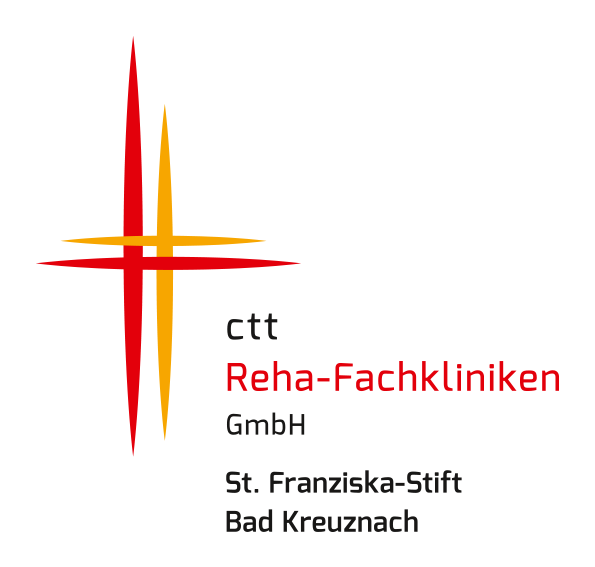 ctt
Reha-Fachkliniken
GmbH
St. Franziska-Stift
Bad Kreuznach